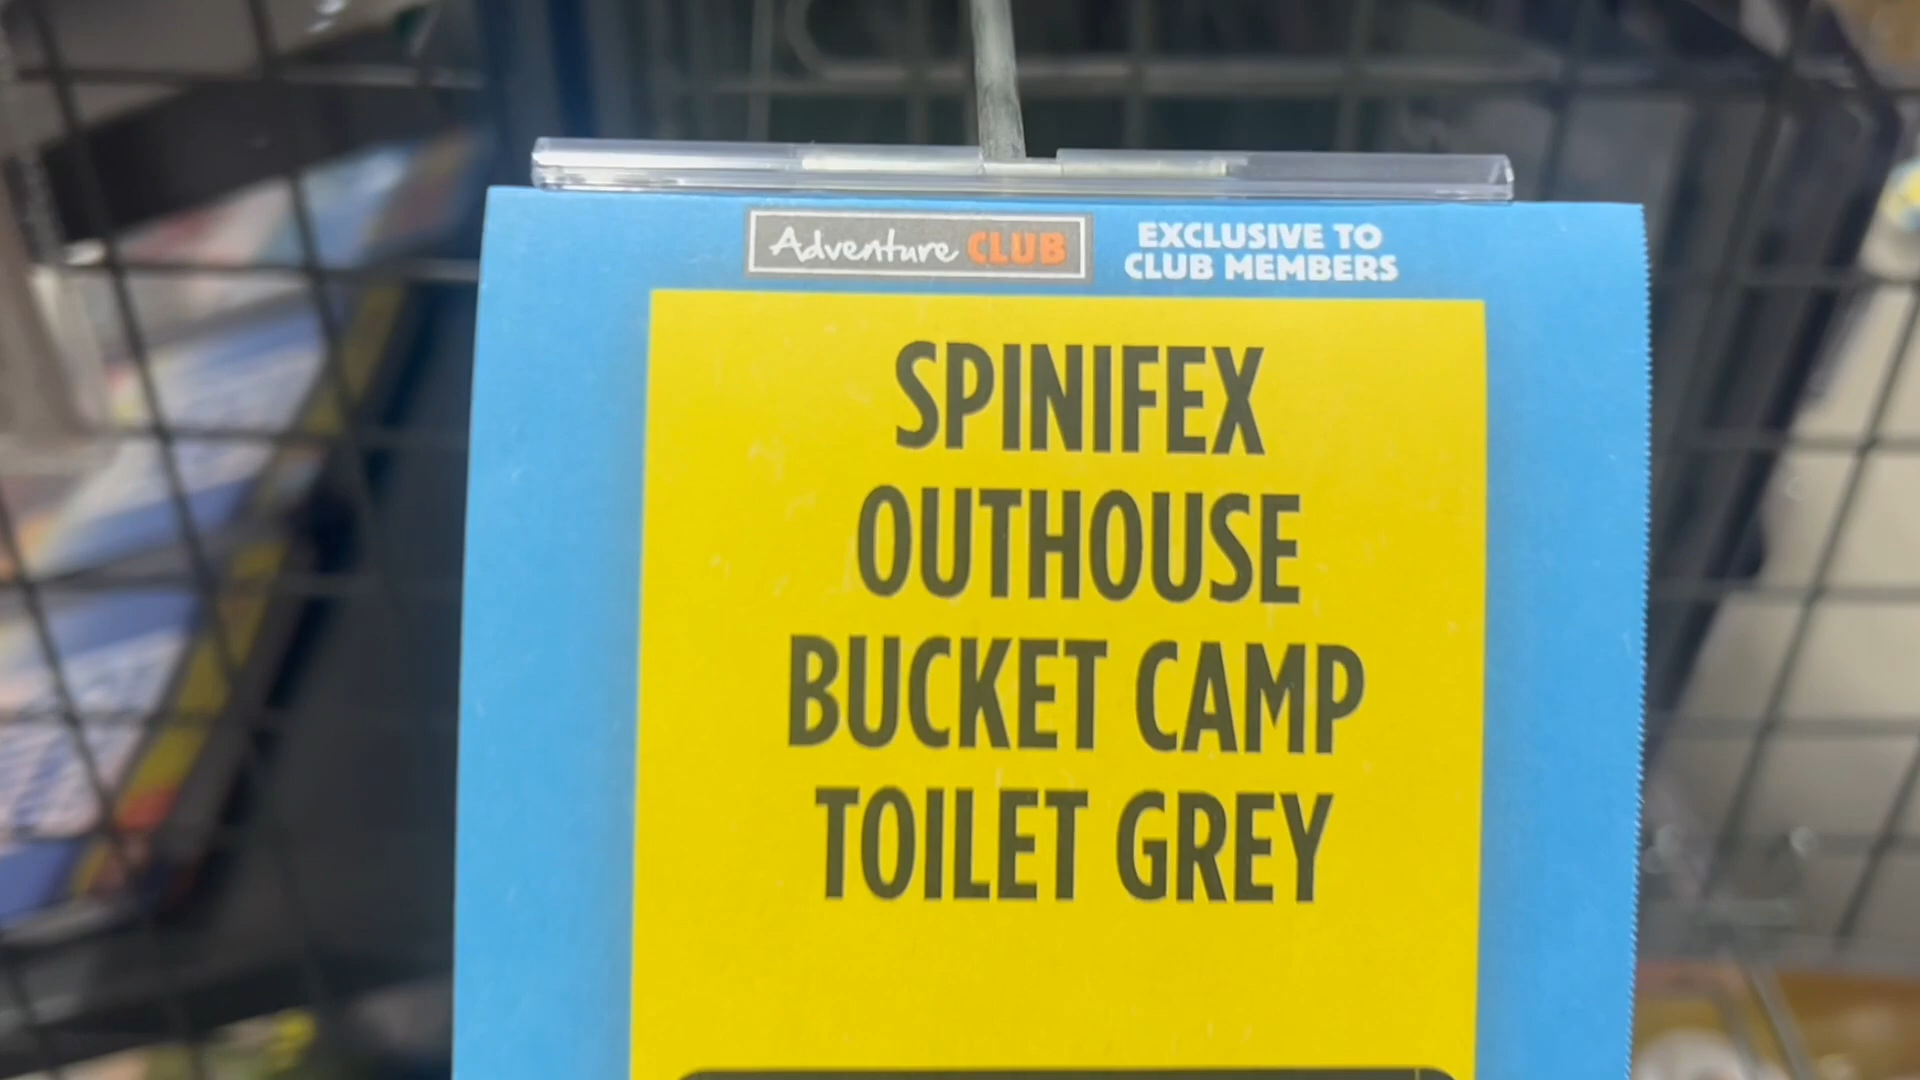 Adventure CLUB
EXCLUSIVE TO
CLUB MEMBERS
SPINIFEX
OUTHOUSE
BUCKET CAMP
TOILET GREY